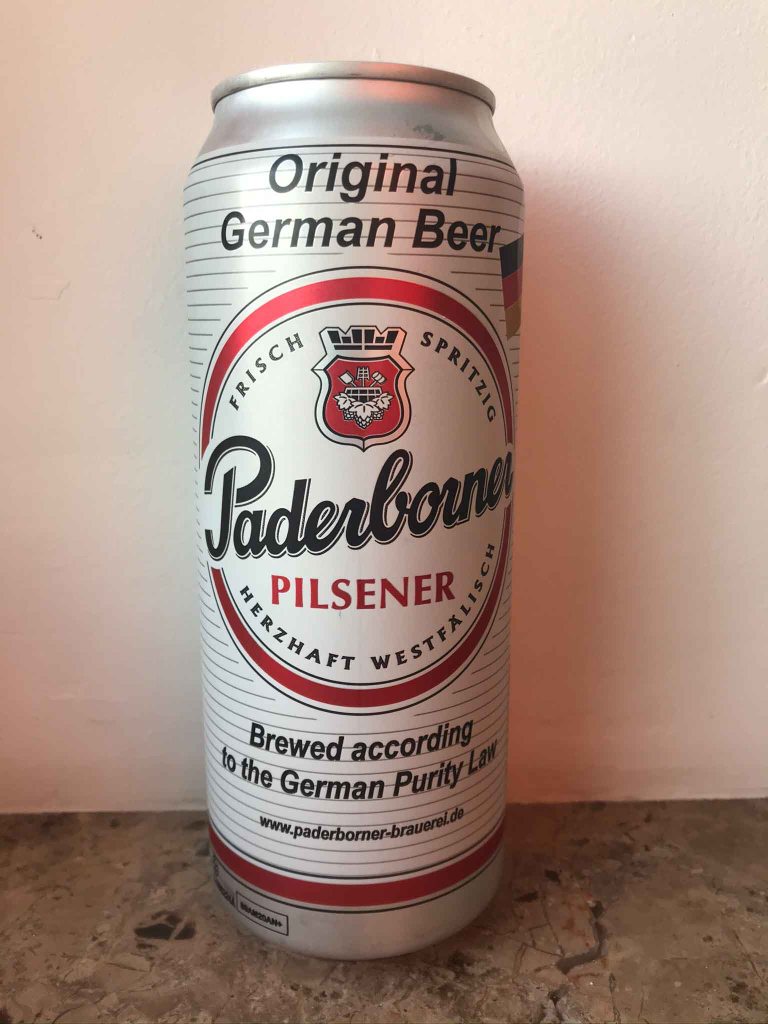 Original
German Beer
FRISCH SPRITZIG
Paderborner
PILSENER
HERZHAFT WESTFÄLISCH
Brewed according
to the German Purity Law
www.paderborner-brauerei.de